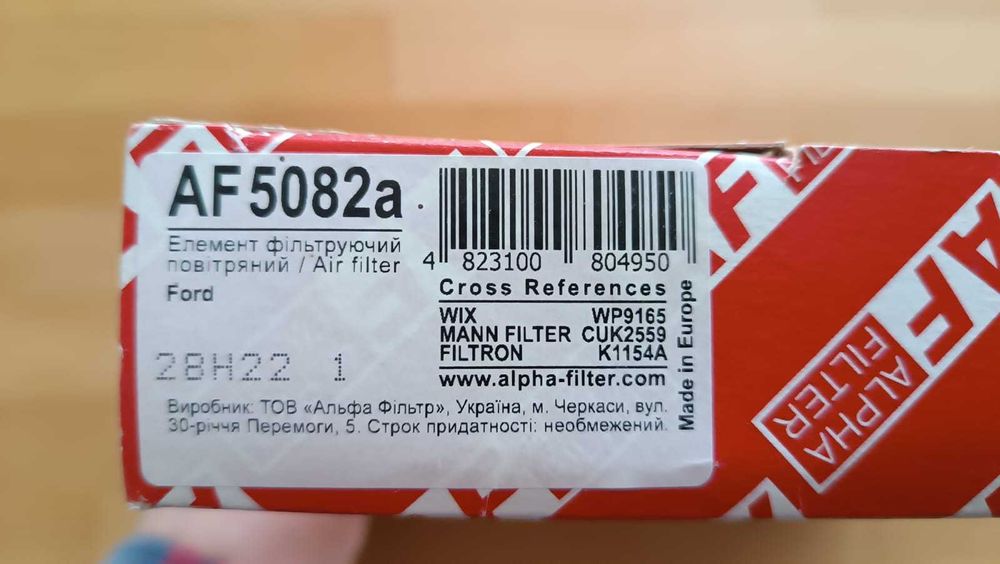 AF5082a
Елемент фільтруючий
повітряний / Air filter
Ford
28H22 1
4 823100 804950
Cross References
WIX WP9165
MANN FILTER CUK2559
FILTRON K1154A
www.alpha-filter.com
Made in Europe
Виробник: ТОВ «Альфа Фільтр», Україна, м. Черкаси, вул.
30-річчя Перемоги, 5. Строк придатності: необмежений.
AF
ALPHA
FILTER